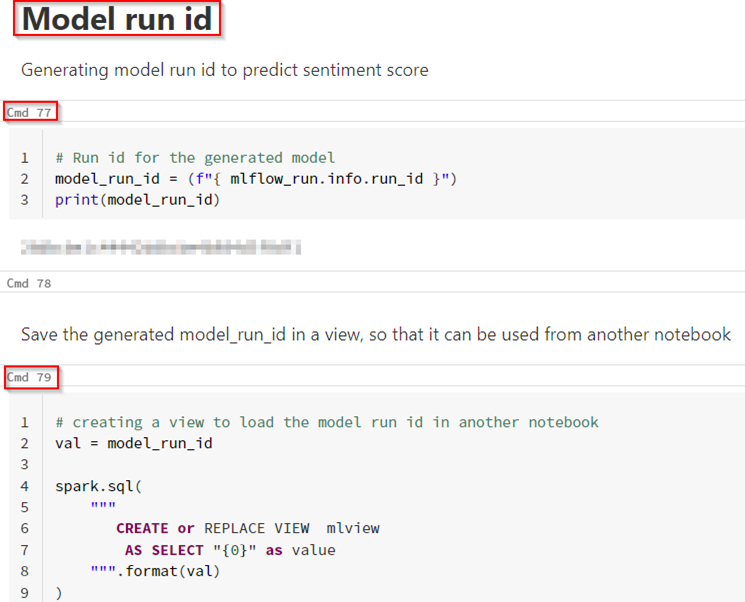 Model run id
Generating model run id to predict sentiment score
Cmd 77
1 # Run id for the generated model
2 model_run_id = (f"{ mlflow_run.info.run_id }")
3 print(model_run_id)
Cmd 78
Save the generated model_run_id in a view, so that it can be used from another notebook
Cmd 79
1 # creating a view to load the model run id in another notebook
2 val = model_run_id
3
4 spark.sql(
5 """
6 CREATE or REPLACE VIEW  mlview
7 AS SELECT "{0}" as value
8 """.format(val)
9 )